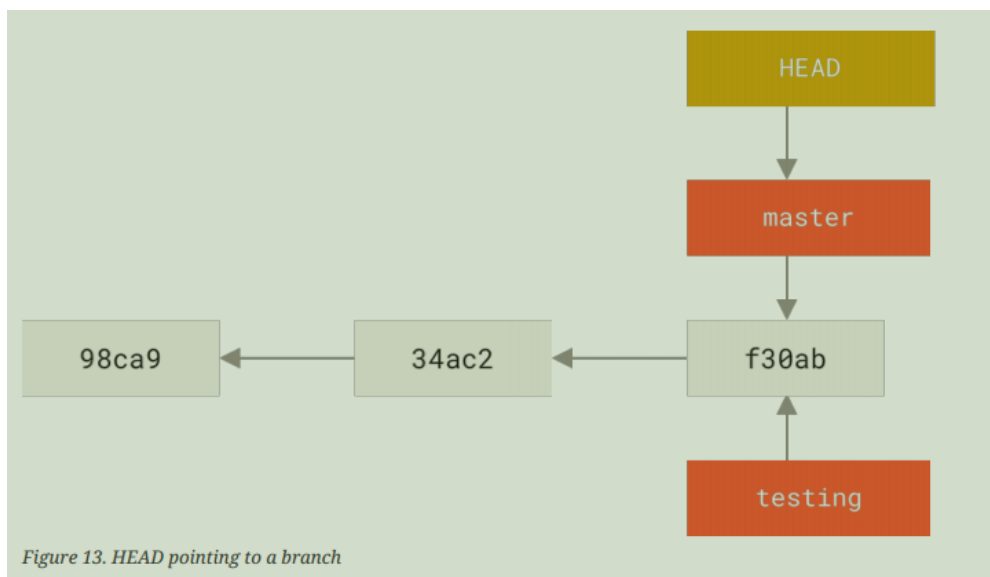 HEAD
master
98ca9 34ac2 f30ab
testing
Figure 13. HEAD pointing to a branch